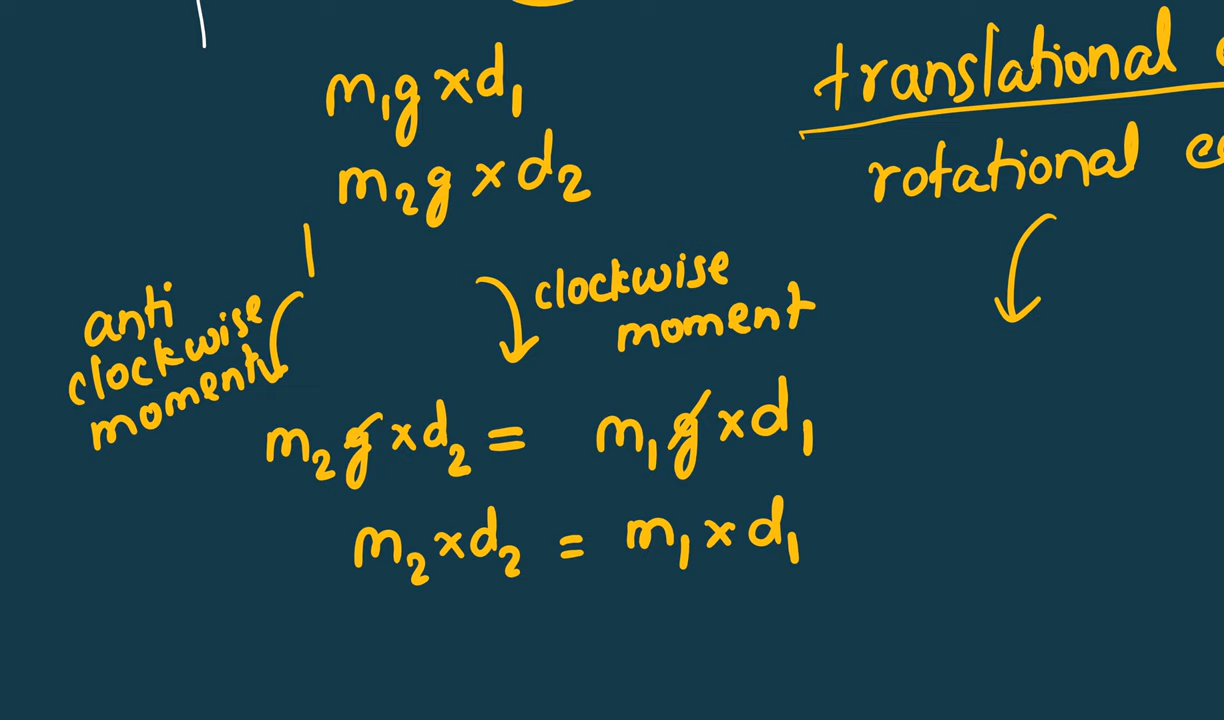 m₁g × d₁
m₂g × d₂
translational
rotational
anti
clockwise
moment
clockwise
moment
m₂g × d₂ = m₁g × d₁
m₂ × d₂ = m₁ × d₁